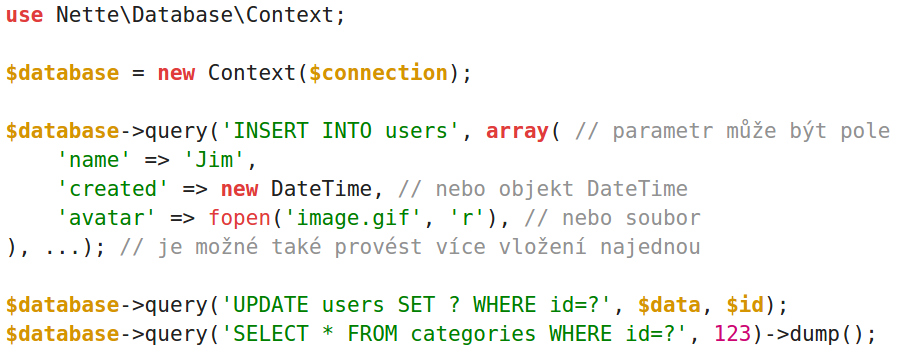 use Nette\Database\Context;
$database = new Context($connection);
$database->query('INSERT INTO users', array( // parametr může být pole
'name' => 'Jim',
'created' => new DateTime, // nebo objekt DateTime
'avatar' => fopen('image.gif', 'r'), // nebo soubor
), ...); // je možné také provést více vložení najednou
$database->query('UPDATE users SET ? WHERE id=?', $data, $id);
$database->query('SELECT * FROM categories WHERE id=?', 123)->dump();